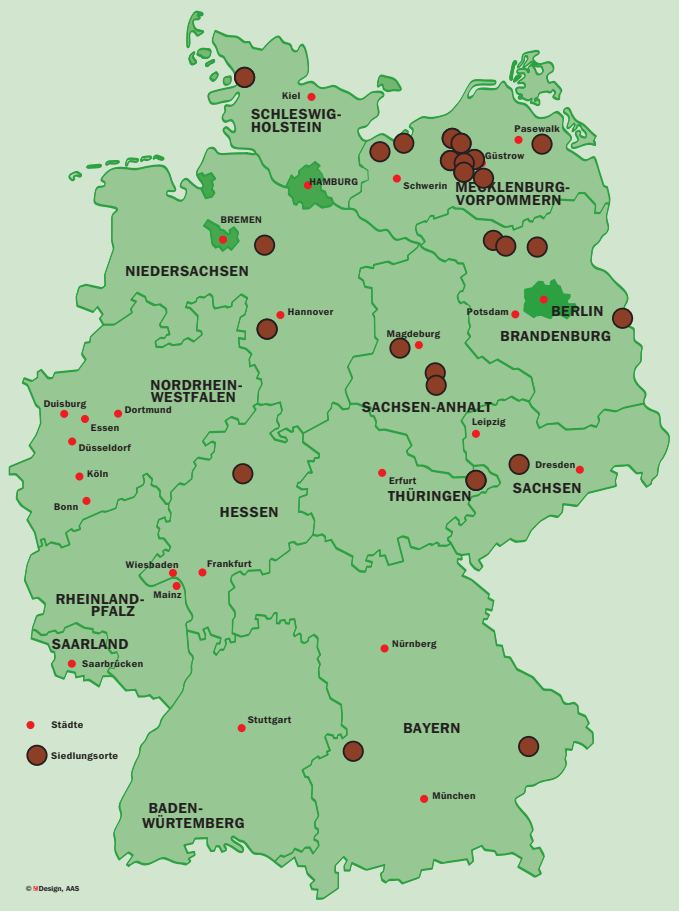 Kiel
SCHLESWIG-
HOLSTEIN
Pasewalk
Güstrow
HAMBURG
Schwerin
MECKLENBURG-
VORPOMMERN
BREMEN
NIEDERSACHSEN
Hannover
Potsdam
BERLIN
BRANDENBURG
Magdeburg
NORDRHEIN-
WESTFALEN
Duisburg
Dortmund
Essen
SACHSEN-ANHALT
Leipzig
Düsseldorf
Köln
Erfurt
Dresden
THÜRINGEN
SACHSEN
Bonn
HESSEN
Wiesbaden
Frankfurt
Mainz
RHEINLAND-
PFALZ
SAARLAND
Saarbrücken
Nürnberg
Städte
Stuttgart
BAYERN
Siedlungsorte
München
BADEN-
WÜRTEMBERG
© SDesign, AAS